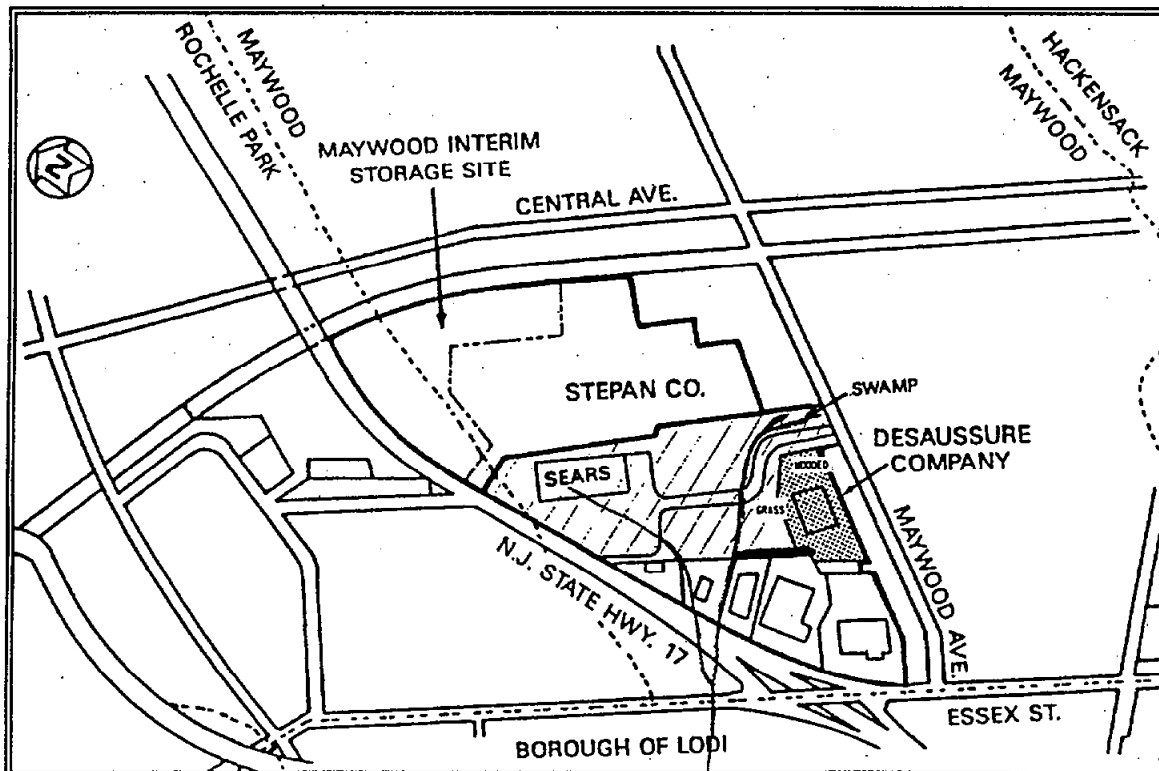 MAYWOOD
ROCHELLE PARK
HACKENSACK
MAYWOOD
N
MAYWOOD INTERIM
STORAGE SITE
CENTRAL AVE.
STEPAN CO.
SWAMP
DESAUSSURE
COMPANY
WOODED
SEARS
GRASS
MAYWOOD AVE.
N.J. STATE HWY. 17
ESSEX ST.
BOROUGH OF LODI